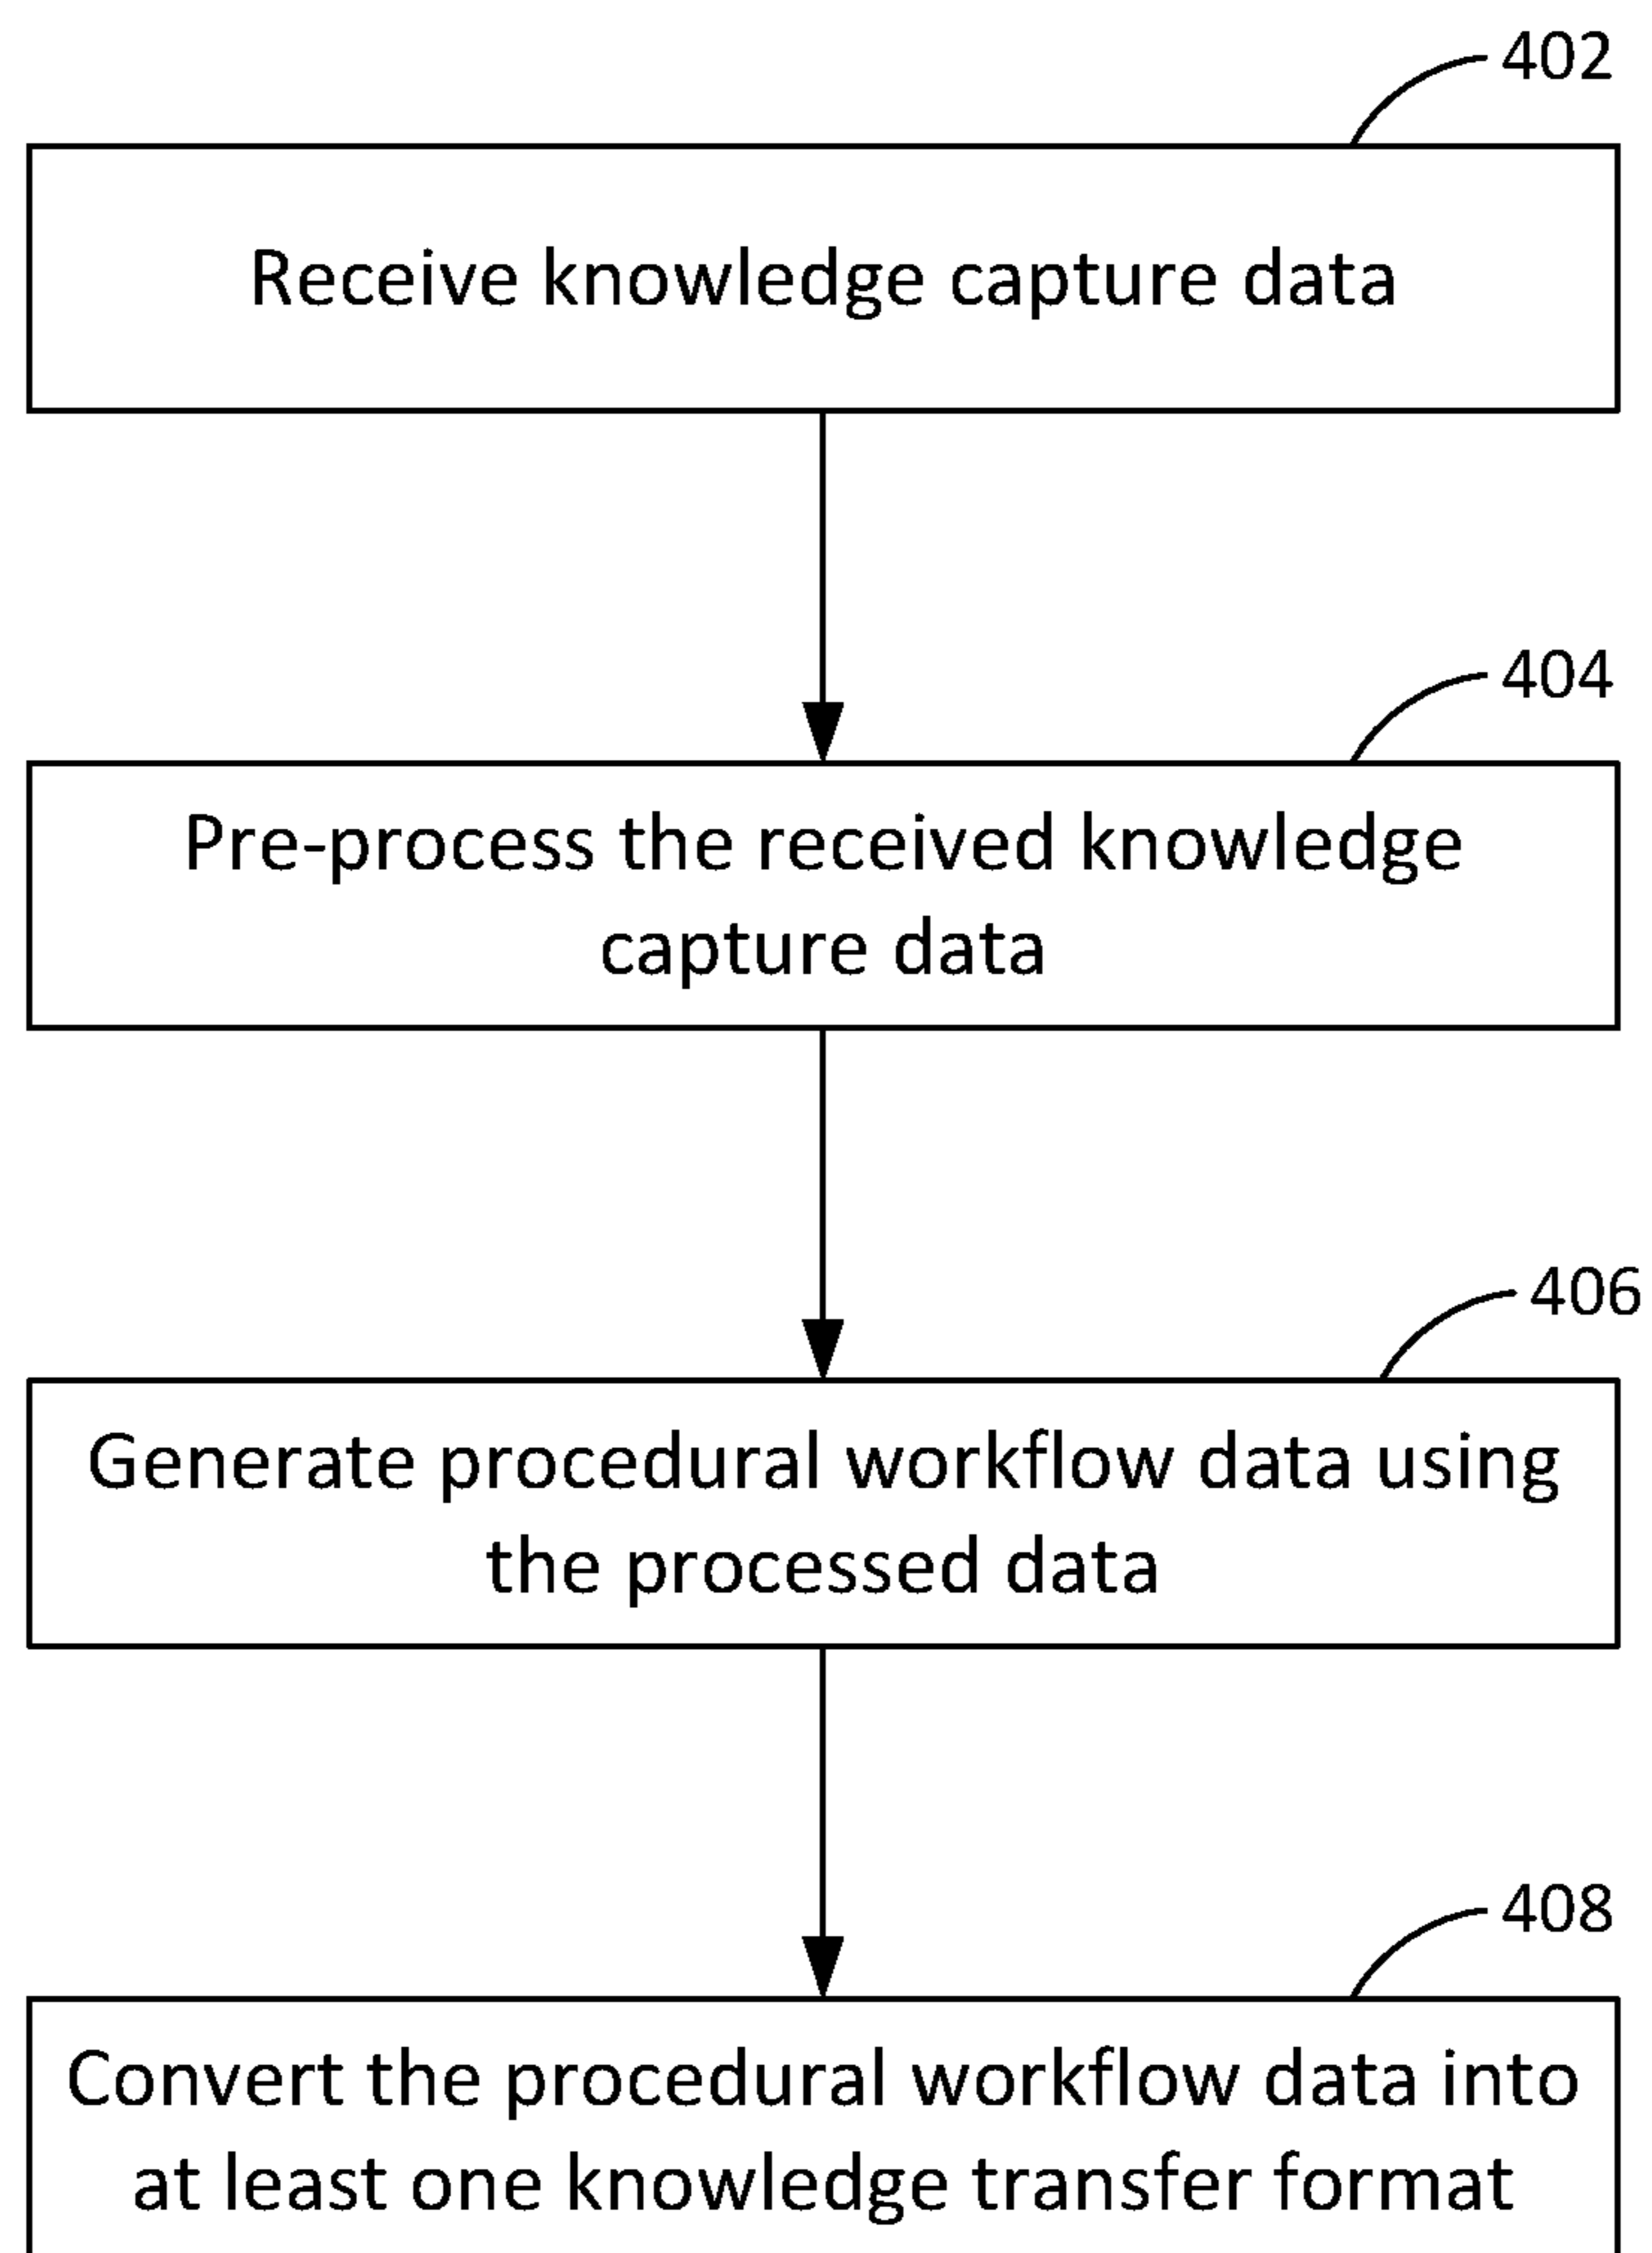 402
Receive knowledge capture data
404
Pre-process the received knowledge
capture data
406
Generate procedural workflow data using
the processed data
408
Convert the procedural workflow data into
at least one knowledge transfer format